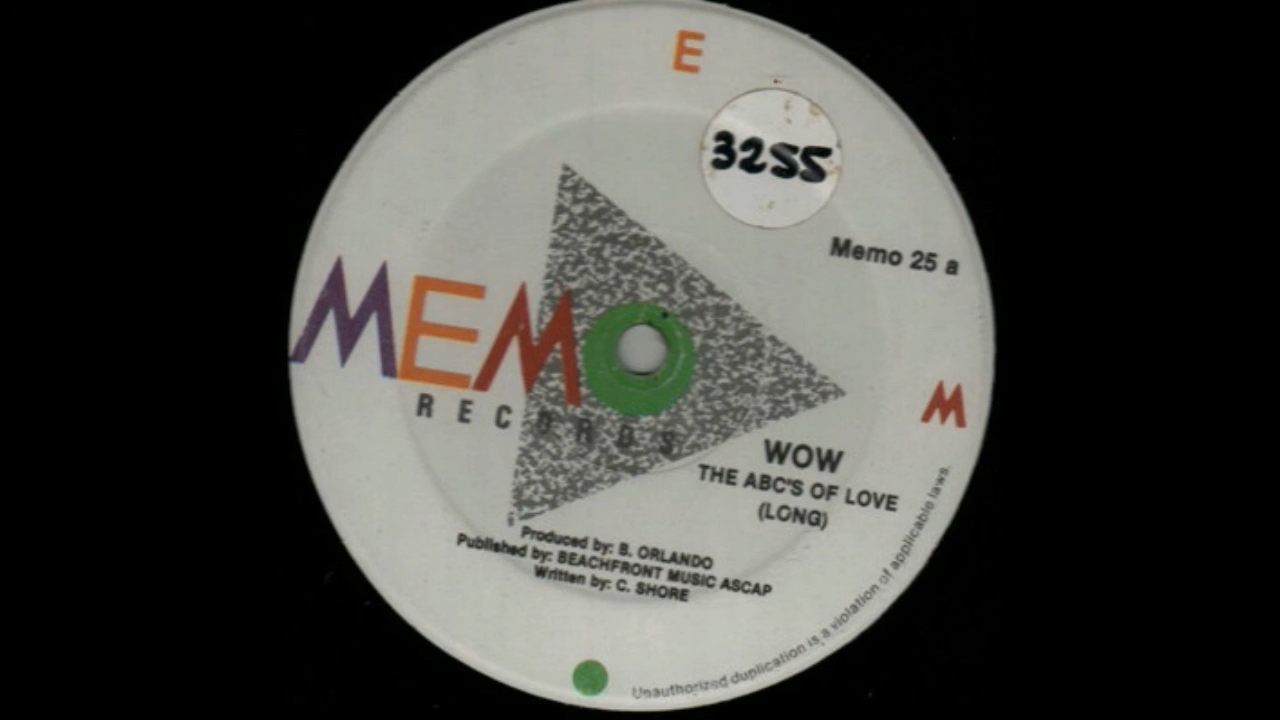 E
3255
Memo 25 a
MEM
RECORDS
M
WOW
THE ABC'S OF LOVE
(LONG)
Produced by: B. ORLANDO
Published by: BEACHFRONT MUSIC ASCAP
Written by: C. SHORE
Unauthorized duplication is a violation of applicable laws.